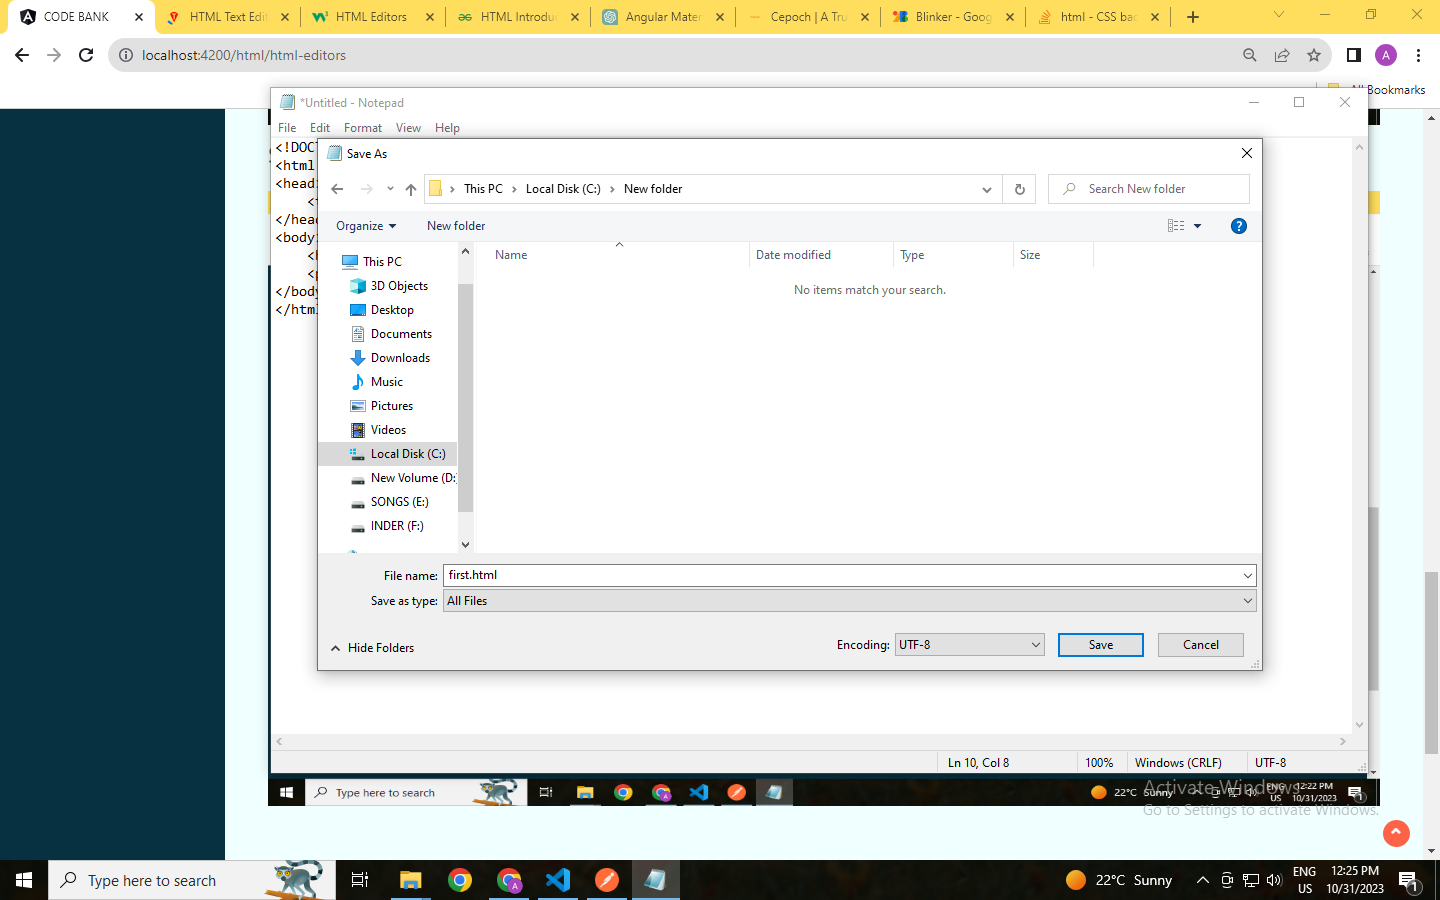 CODE BANK
HTML Text Edi
HTML Editors
HTML Introdu
Angular Mater
Cepoch | A Tru
Blinker - Goog
html - CSS bac
localhost:4200/html/html-editors
A
All Bookmarks
*Untitled - Notepad
File Edit Format View Help
<!DOCT
<html
<head
<t
</head
<body
<h
<p
</body
</html
Save As
This PC > Local Disk (C:) > New folder
Search New folder
Organize
New folder
?
This PC
3D Objects
Desktop
Documents
Downloads
Music
Pictures
Videos
Local Disk (C:)
New Volume (D:
SONGS (E:)
INDER (F:)
Name
Date modified
Type
Size
No items match your search.
File name: first.html
Save as type: All Files
Hide Folders
Encoding: UTF-8
Save
Cancel
Ln 10, Col 8
100%
Windows (CRLF)
UTF-8
Type here to search
22°C Sunny
ENG
US
12:22 PM
10/31/2023
1
Activate Windows
Go to Settings to activate Windows.
Type here to search
A
22°C Sunny
ENG
US
12:25 PM
10/31/2023
1